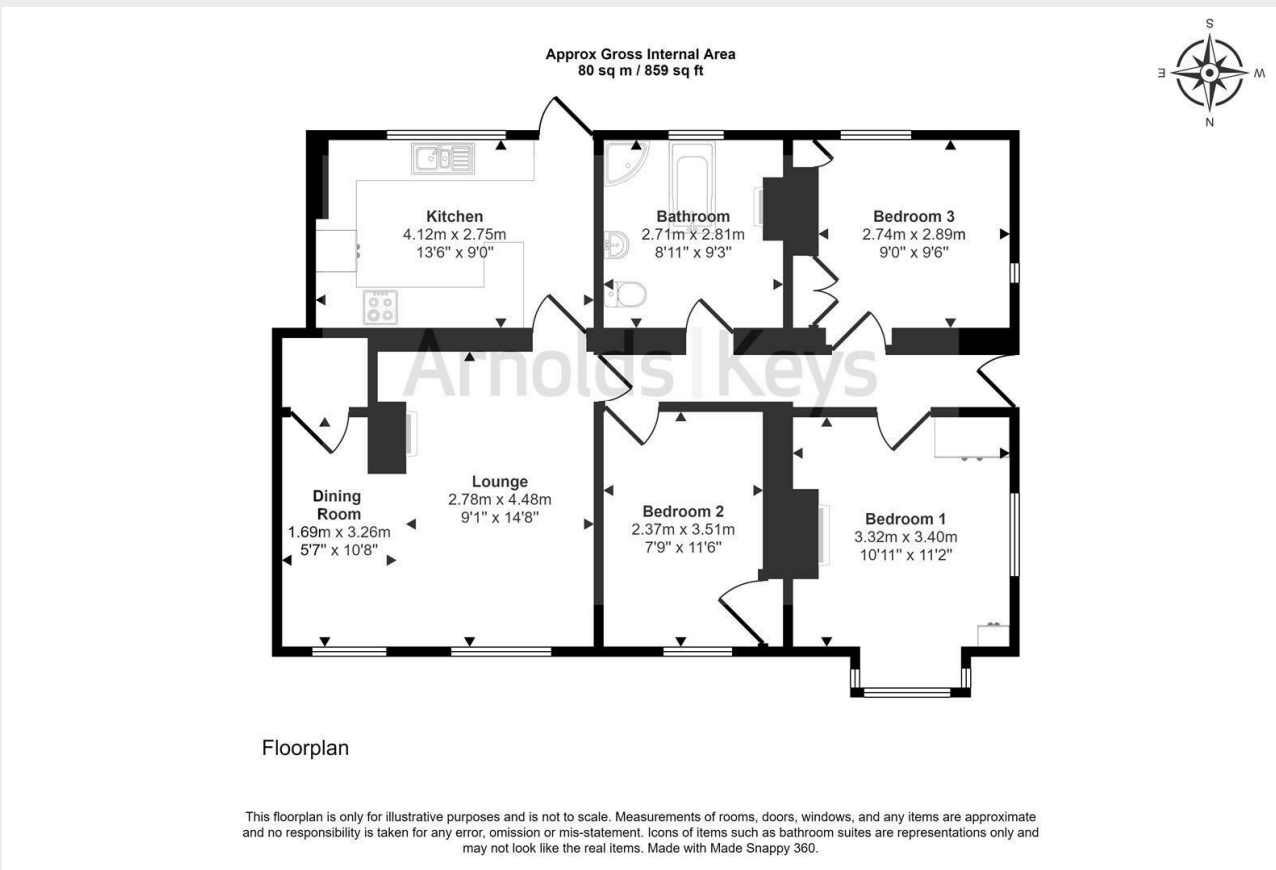 Approx Gross Internal Area
80 sq m / 859 sq ft
S
E
W
N
Kitchen
4.12m x 2.75m
13'6" x 9'0"
Bathroom
2.71m x 2.81m
8'11" x 9'3"
Bedroom 3
2.74m x 2.89m
9'0" x 9'6"
Arnolds | Keys
Dining
Room
1.69m x 3.26m
5'7" x 10'8"
Lounge
2.78m x 4.48m
9'1" x 14'8"
Bedroom 2
2.37m x 3.51m
7'9" x 11'6"
Bedroom 1
3.32m x 3.40m
10'11" x 11'2"
Floorplan
This floorplan is only for illustrative purposes and is not to scale. Measurements of rooms, doors, windows, and any items are approximate
and no responsibility is taken for any error, omission or mis-statement. Icons of items such as bathroom suites are representations only and
may not look like the real items. Made with Made Snappy 360.